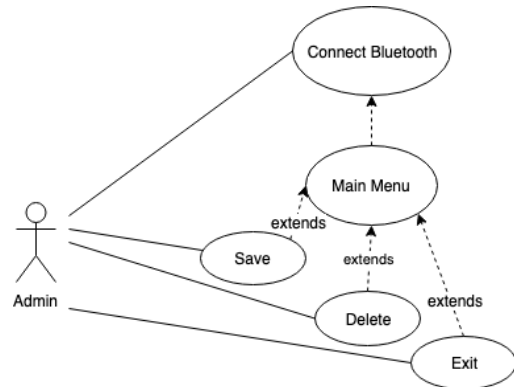 Connect Bluetooth
Main Menu
extends
Save
extends
Admin
Delete
extends
Exit